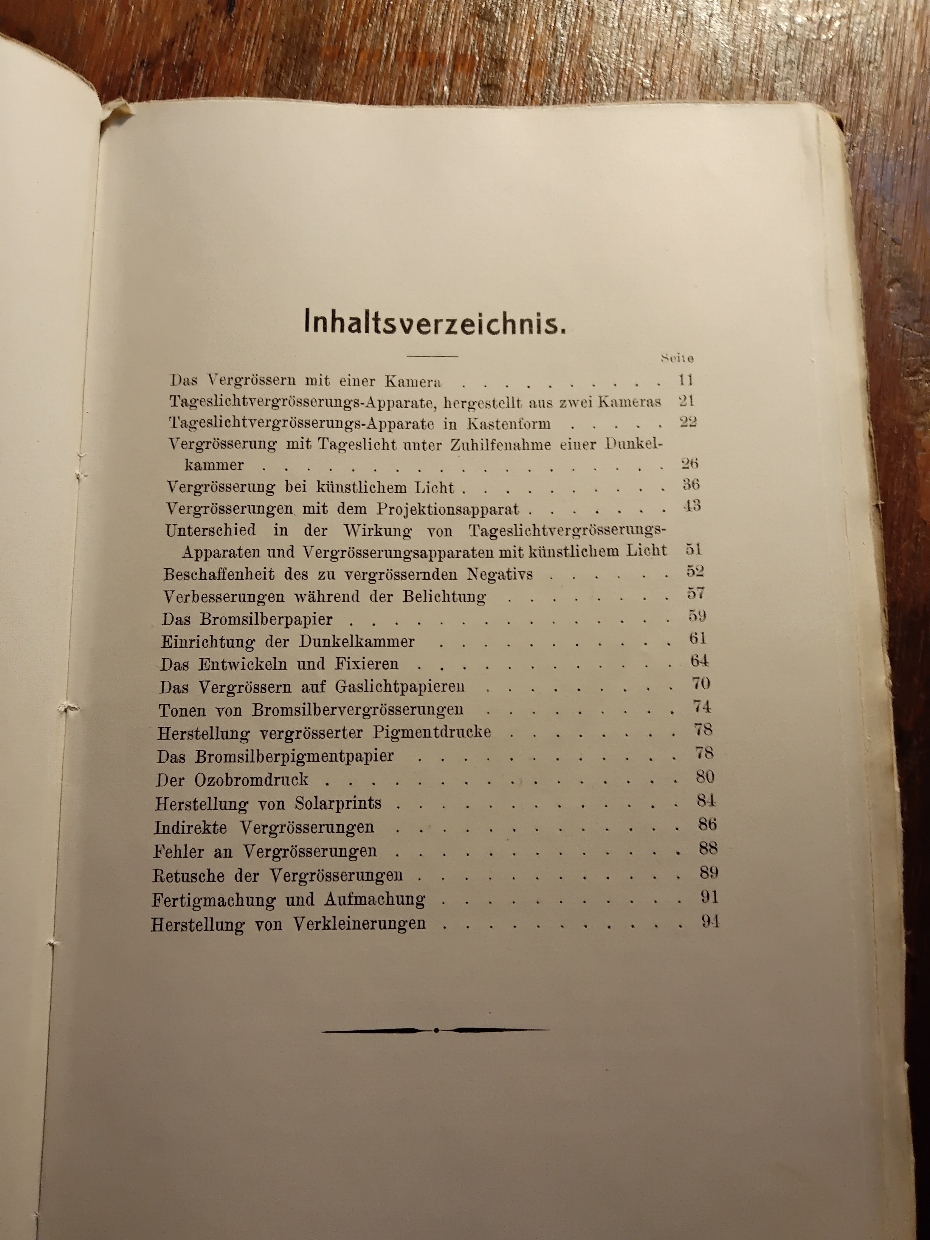 Inhaltsverzeichnis.
Seite
Das Vergrössern mit einer Kamera . . . . . . . . . . 11
Tageslichtvergrösserungs-Apparate, hergestellt aus zwei Kameras 21
Tageslichtvergrösserungs-Apparate in Kastenform . . . . . 22
Vergrösserung mit Tageslicht unter Zuhilfenahme einer Dunkel-
kammer . . . . . . . . . . . . . . . . . . . . . . 26
Vergrösserung bei künstlichem Licht . . . . . . . . . . 36
Vergrösserungen mit dem Projektionsapparat . . . . . . . 43
Unterschied in der Wirkung von Tageslichtvergrösserungs-
Apparaten und Vergrösserungsapparaten mit künstlichem Licht 51
Beschaffenheit des zu vergrössernden Negativs . . . . . . 52
Verbesserungen während der Belichtung . . . . . . . . 57
Das Bromsilberpapier . . . . . . . . . . . . . . . 59
Einrichtung der Dunkelkammer . . . . . . . . . . . 61
Das Entwickeln und Fixieren . . . . . . . . . . . . 64
Das Vergrössern auf Gaslichtpapieren . . . . . . . . . 70
Tonen von Bromsilbervergrösserungen . . . . . . . . . 74
Herstellung vergrösserter Pigmentdrucke . . . . . . . . 78
Das Bromsilberpigmentpapier . . . . . . . . . . . . 78
Der Ozobromdruck . . . . . . . . . . . . . . . . 80
Herstellung von Solarprints . . . . . . . . . . . . . 84
Indirekte Vergrösserungen . . . . . . . . . . . . . 86
Fehler an Vergrösserungen . . . . . . . . . . . . . 88
Retusche der Vergrösserungen . . . . . . . . . . . . 89
Fertigmachung und Aufmachung . . . . . . . . . . . 91
Herstellung von Verkleinerungen . . . . . . . . . . . 94